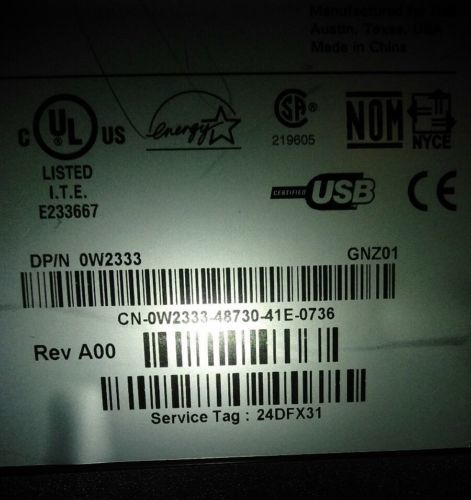 Manufactured for Dell
Austin, Texas, USA
Made in China
C UL US
LISTED
I.T.E.
E233667
energy
SA ®
219605
NOM
NYCE
CERTIFIED USB
CE
DP/N 0W2333
GNZ01
CN-0W2333-48730-41E-0736
Rev A00
Service Tag : 24DFX31